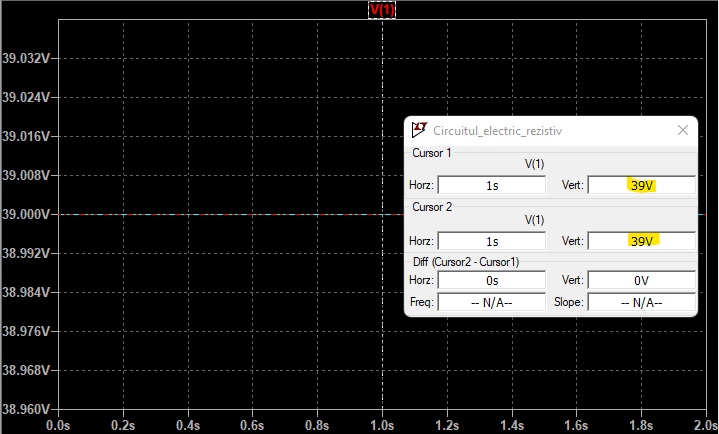 V(1)
39.032V
39.024V
39.016V
39.008V
39.000V
38.992V
38.984V
38.976V
38.968V
38.960V
0.0s 0.2s 0.4s 0.6s 0.8s 1.0s 1.2s 1.4s 1.6s 1.8s 2.0s
Circuitul_electric_rezistiv
Cursor 1
V(1)
Horz: 1s Vert: 39V
Cursor 2
V(1)
Horz: 1s Vert: 39V
Diff (Cursor2 - Cursor1)
Horz: 0s Vert: 0V
Freq: -- N/A-- Slope: -- N/A--